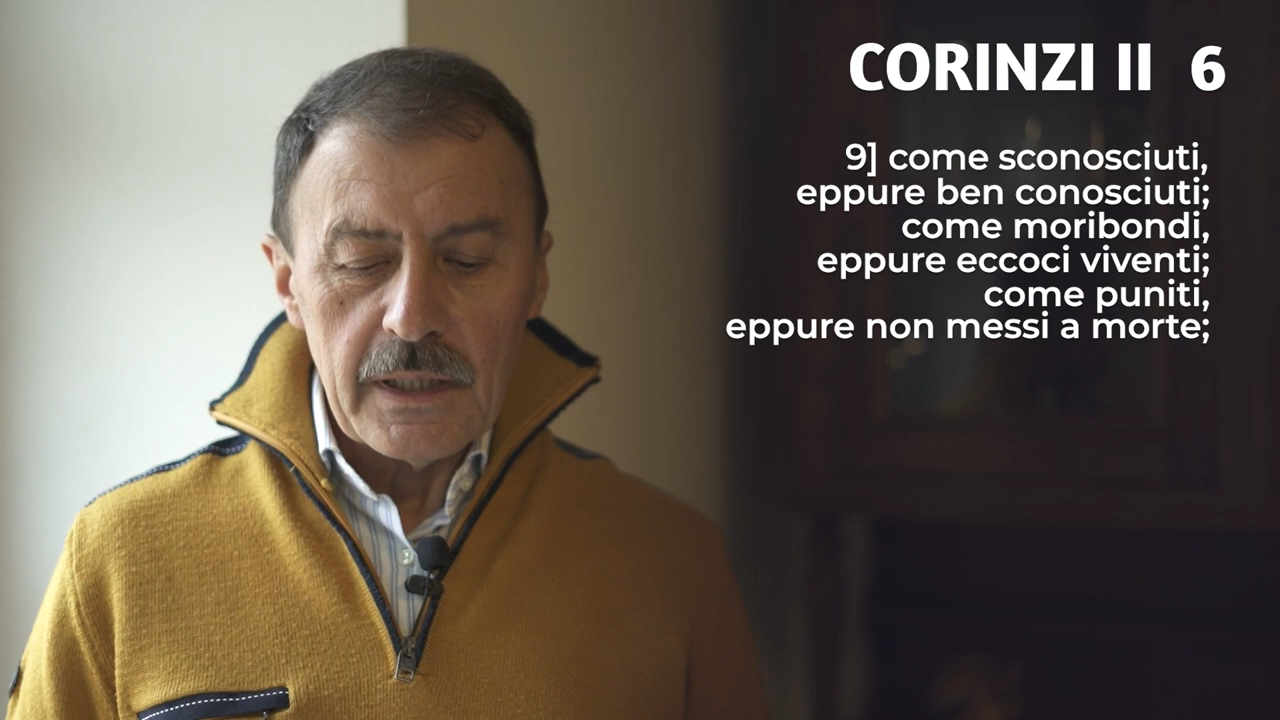 CORINZI II 6
9] come sconosciuti,
eppure ben conosciuti;
come moribondi,
eppure eccoci viventi;
come puniti,
eppure non messi a morte;